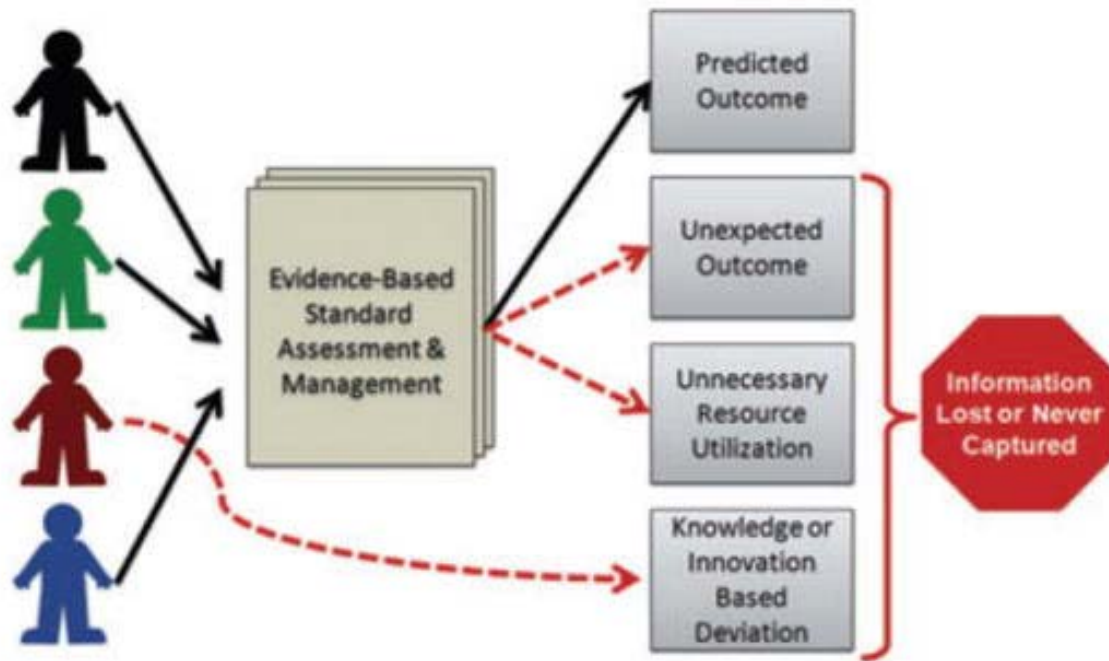 Predicted
Outcome
Unexpected
Outcome
Evidence-Based
Standard
Assessment &
Management
Unnecessary
Resource
Utilization
Information
Lost or Never
Captured
Knowledge or
Innovation
Based
Deviation